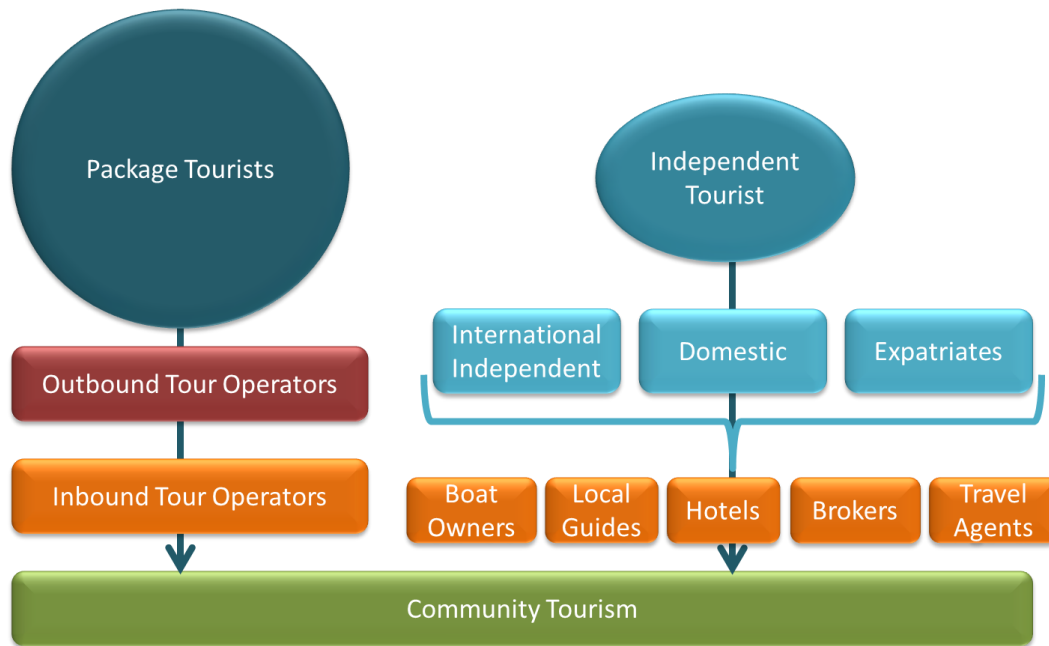 Package Tourists
Independent
Tourist
International
Independent
Domestic
Expatriates
Outbound Tour Operators
Inbound Tour Operators
Boat
Owners
Local
Guides
Hotels
Brokers
Travel
Agents
Community Tourism